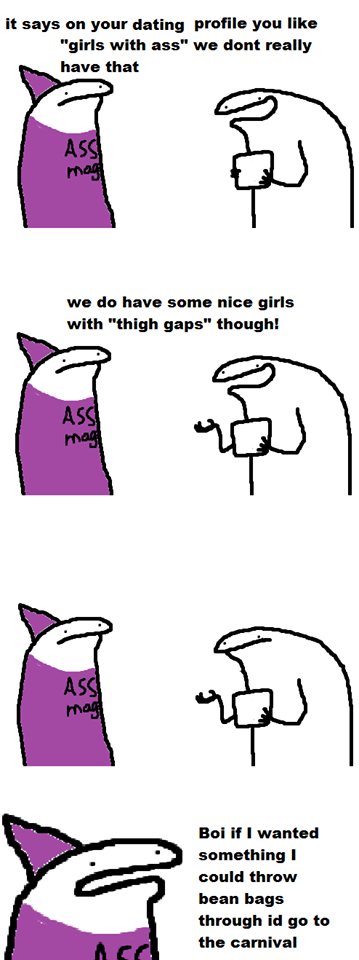 it says on your dating profile you like
"girls with ass" we dont really
have that
ASS
mag
we do have some nice girls
with "thigh gaps" though!
ASS
mag
ASS
mag
Boi if I wanted
something I
could throw
bean bags
through id go to
the carnival
ASS